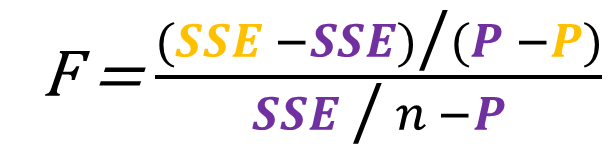 F = (SSE – SSE)/(P – P)
SSE / n – P